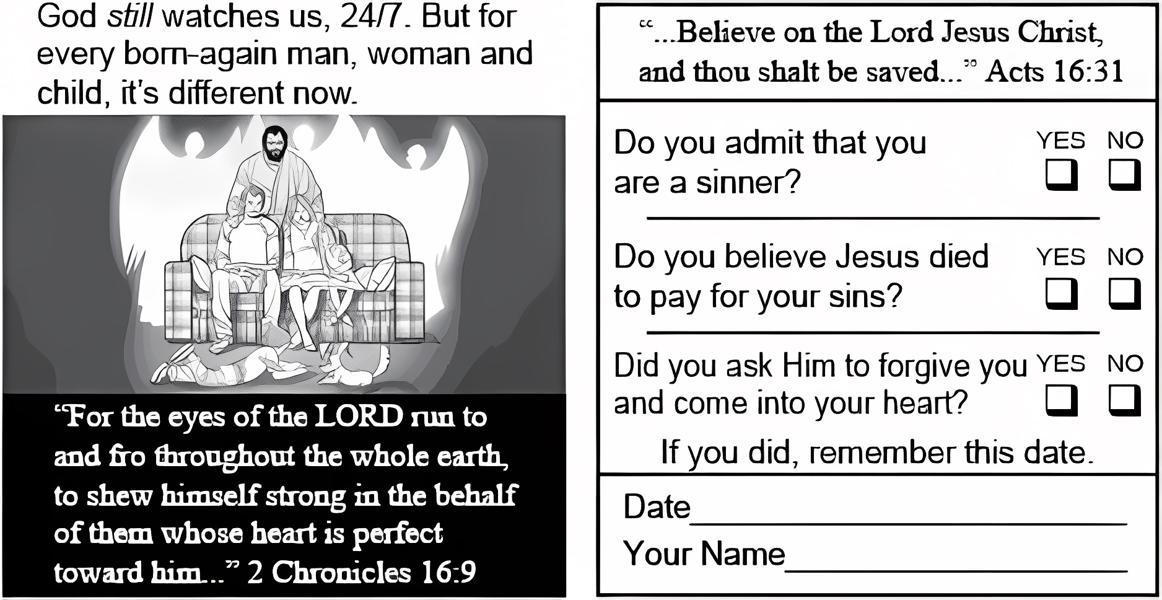 God still watches us, 24/7. But for
every born-again man, woman and
child, it's different now.
"For the eyes of the LORD run to
and fro throughout the whole earth,
to shew himself strong in the behalf
of them whose heart is perfect
toward him..." 2 Chronicles 16:9
"...Believe on the Lord Jesus Christ,
and thou shalt be saved..." Acts 16:31
Do you admit that you
are a sinner?
YES NO
Do you believe Jesus died
to pay for your sins?
YES NO
Did you ask Him to forgive you
and come into your heart?
YES NO
If you did, remember this date.
Date
Your Name